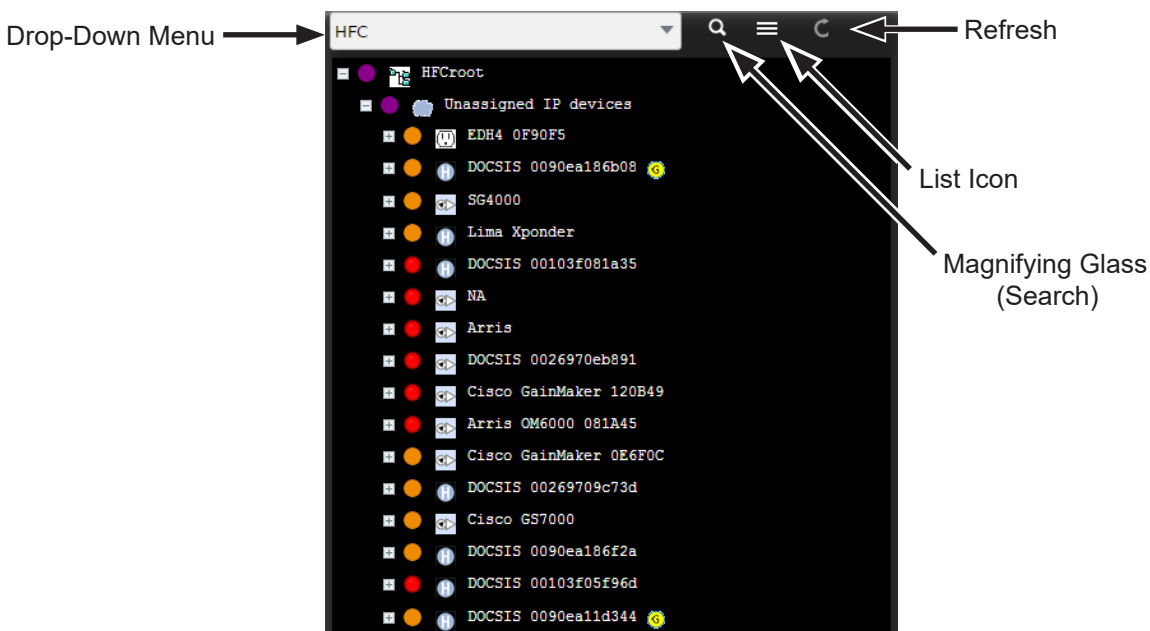 Drop-Down Menu
HFC
Refresh
HFCroot
Unassigned IP devices
EDH4 0F90F5
DOCSIS 0090ea186b08 G
List Icon
SG4000
H Lima Xponder
Magnifying Glass
(Search)
H DOCSIS 00103f081a35
NA
Arris
DOCSIS 0026970eb891
Cisco GainMaker 120B49
Arris OM6000 081A45
Cisco GainMaker 0E6F0C
H DOCSIS 00269709c73d
Cisco GS7000
H DOCSIS 0090ea186f2a
H DOCSIS 00103f05f96d
H DOCSIS 0090ea11d344 G